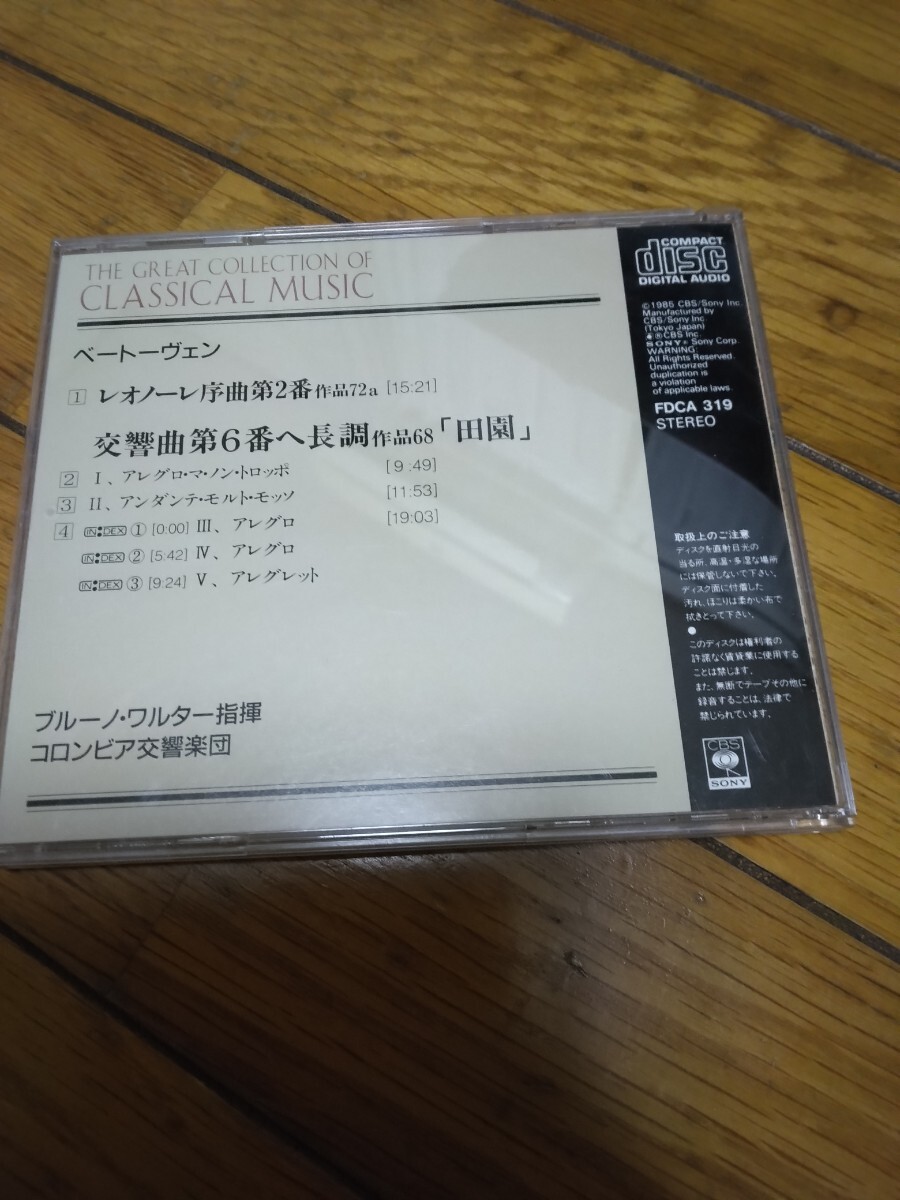 THE GREAT COLLECTION OF
CLASSICAL MUSIC
ベートーヴェン
1 レオノーレ序曲第2番作品72a [15:21]
交響曲第6番ヘ長調作品68「田園」
2 I、アレグロ・マ・ノン・トロッポ [9:49]
3 II、アンダンテ・モルト・モッソ [11:53]
4 INDEX ① [0:00] III、アレグロ [19:03]
INDEX ② [5:42] IV、アレグロ
INDEX ③ [9:24] V、アレグレット
ブルーノ・ワルター指揮
コロンビア交響楽団
COMPACT
disc
DIGITAL AUDIO
©1985 CBS/Sony Inc.
Manufactured by
CBS/Sony Inc.
(Tokyo Japan)
℗CBS Inc.
SONY® Sony Corp.
WARNING:
All Rights Reserved.
Unauthorized
duplication is
a violation
of applicable laws.
FDCA 319
STEREO
取扱上のご注意
ディスクを直射日光の
当る所、高温・多湿な場所
には保管しないで下さい。
ディスク面に付着した
汚れ、ほこりは柔かい布で
拭きとって下さい。
●
このディスクは権利者の
許諾なく賃貸業に使用する
ことは禁じます。
また、無断でテープその他に
録音することは、法律で
禁じられています。
CBS
SONY